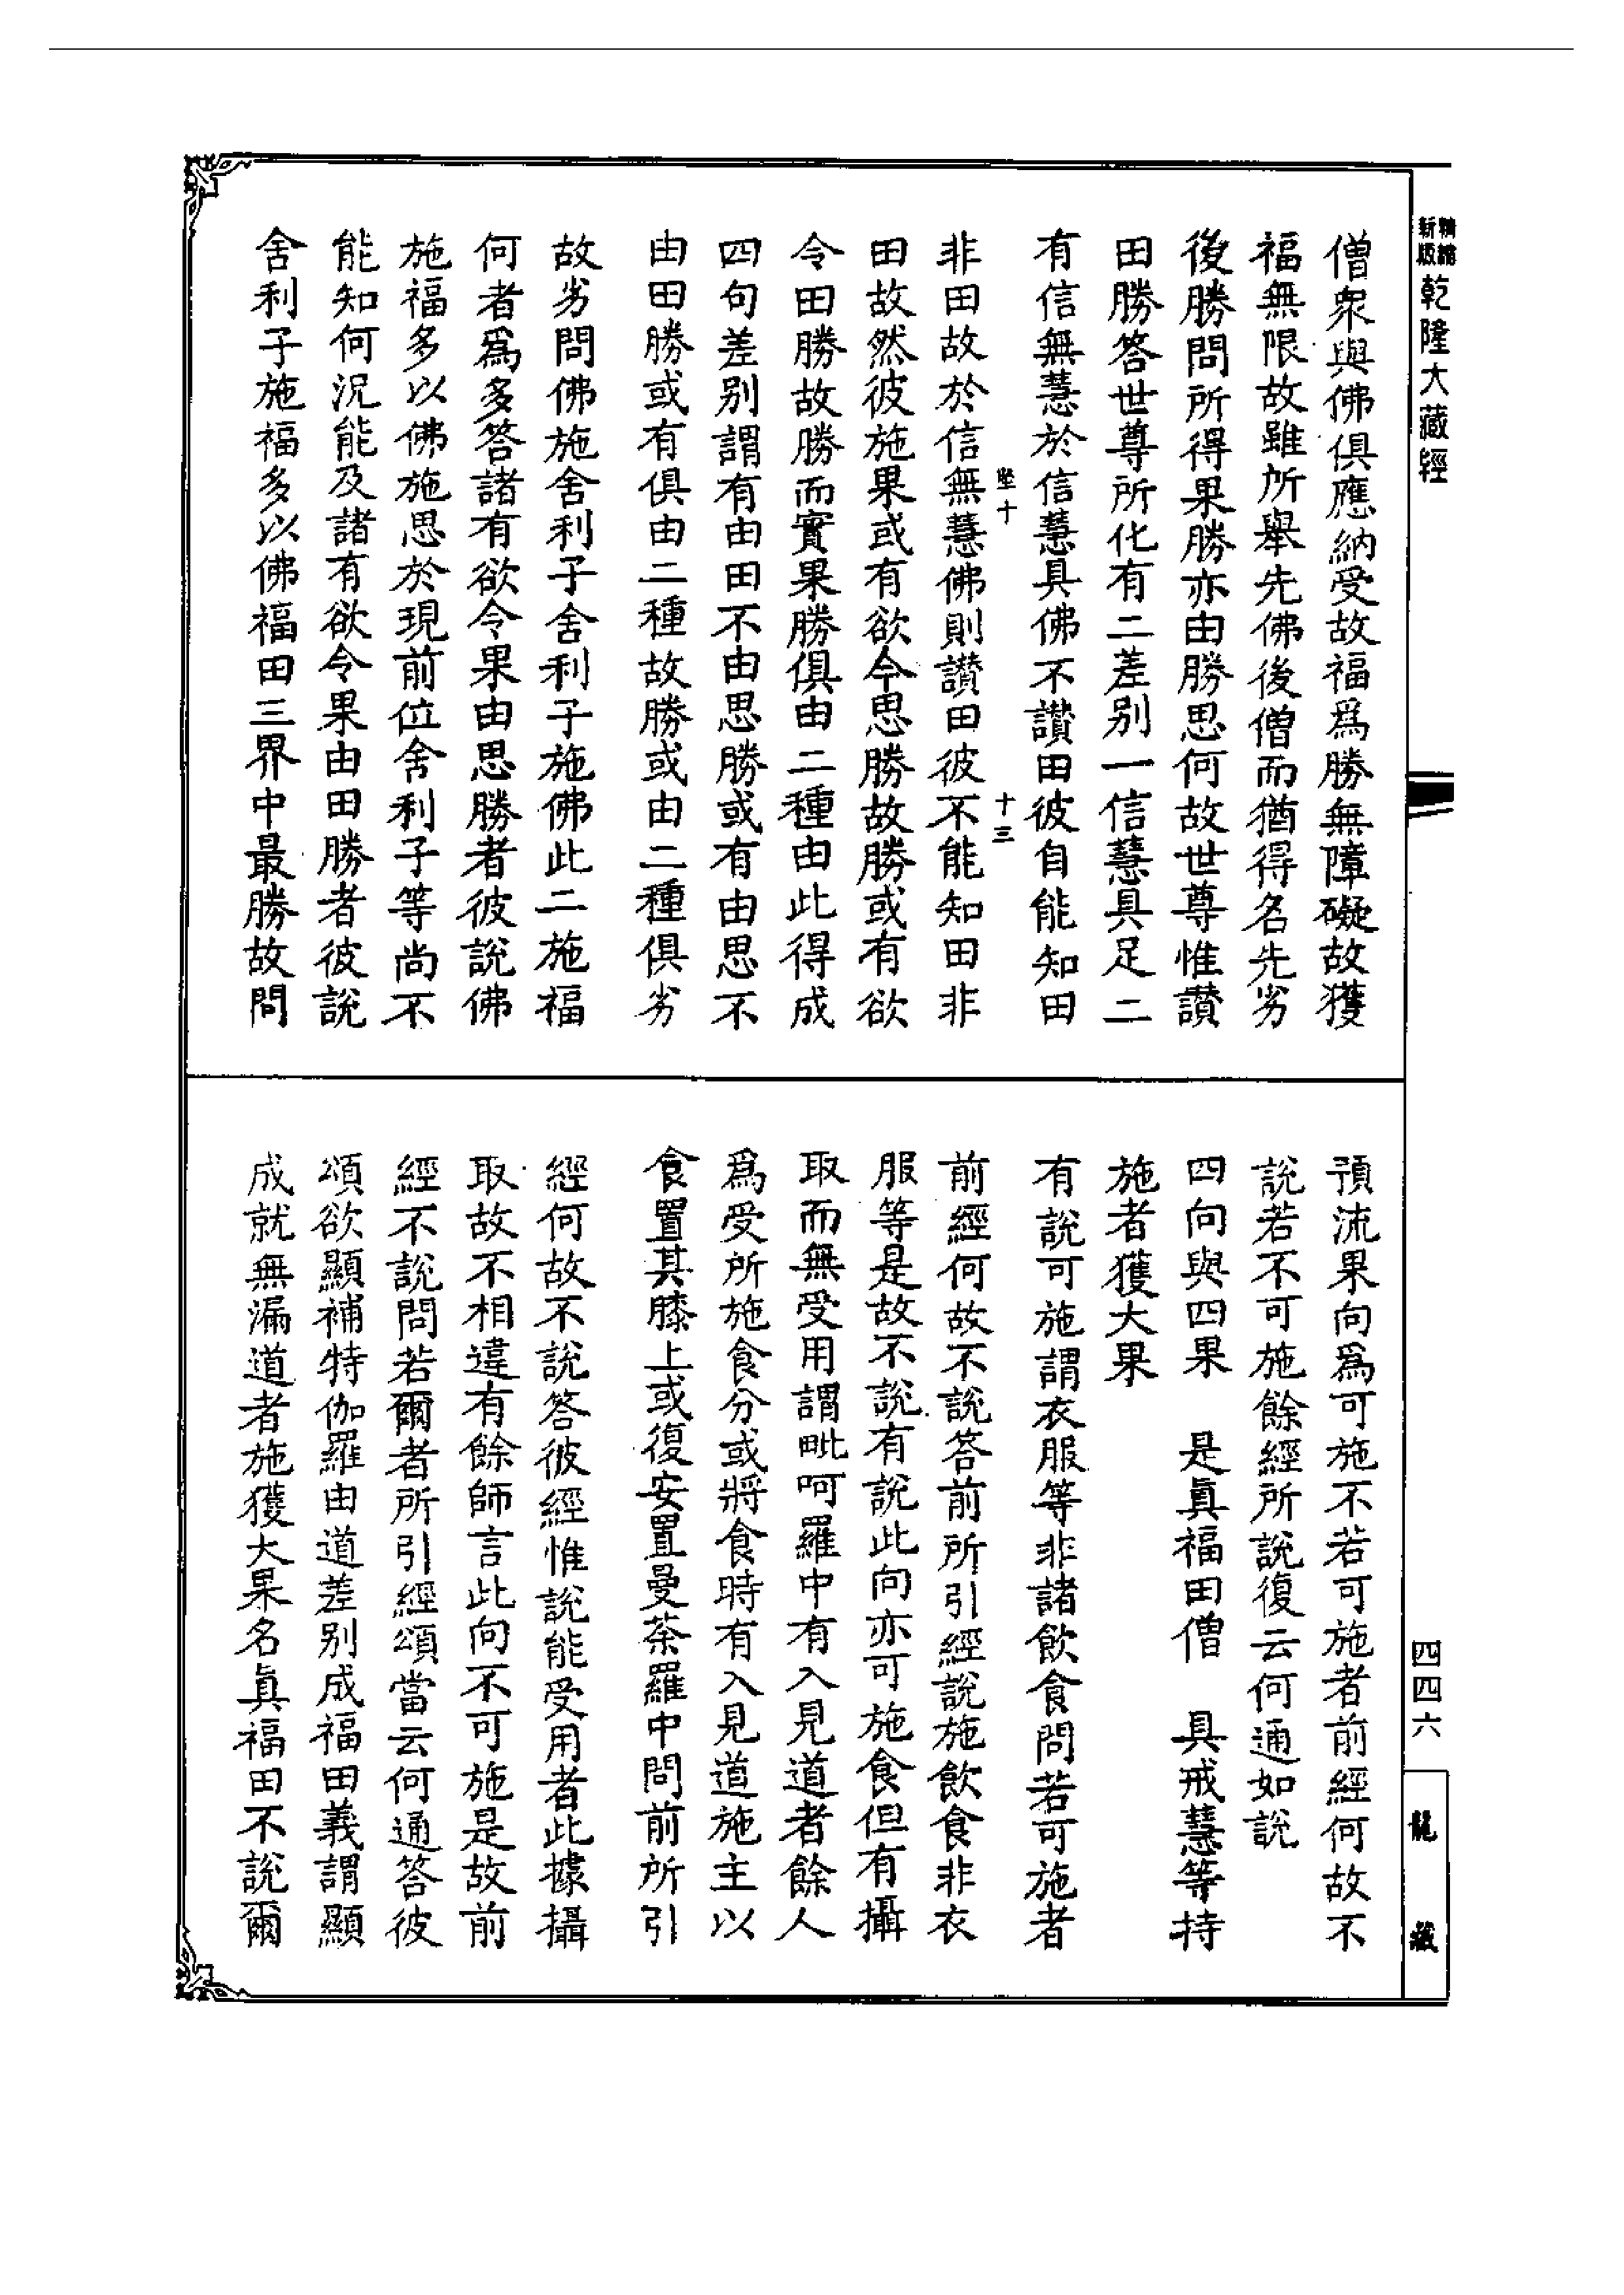 精縮新版乾隆大藏經
僧衆與佛俱應納受故福爲勝無障礙故獲
福無限故雖所舉先佛後僧而猶得名先劣
後勝問所得果勝亦由勝思何故世尊惟讚
田勝答世尊所化有二差別一信慧具足二
有信無慧於信慧具佛不讚田彼自能知田
塈十 十三
非田故於信無慧佛則讚田彼不能知田非
田故然彼施果或有欲令思勝故勝或有欲
令田勝故勝而實果勝俱由二種由此得成
四句差別謂有由田不由思勝或有由思不
由田勝或有俱由二種故勝或由二種俱劣
故劣問佛施舍利子舍利子施佛此二施福
何者爲多答諸有欲令果由思勝者彼說佛
施福多以佛施思於現前位舍利子等尚不
能知何況能及諸有欲令果由田勝者彼說
舍利子施福多以佛福田三界中最勝故問
預流果向爲可施不若可施者前經何故不
說若不可施餘經所說復云何通如說
四向與四果 是眞福田僧 具戒慧等持
施者獲大果
有說可施謂衣服等非諸飲食問若可施者
前經何故不說答前所引經說施飲食非衣
服等是故不說有說此向亦可施食但有攝
取而無受用謂毗呵羅中有入見道者餘人
爲受所施食分或將食時有入見道施主以
食置其膝上或復安置曼荼羅中問前所引
經何故不說答彼經惟說能受用者此據攝
取故不相違有餘師言此向不可施是故前
經不說問若爾者所引經頌當云何通答彼
頌欲顯補特伽羅由道差別成福田義謂顯
成就無漏道者施獲大果名眞福田不說爾
四四六
龍藏